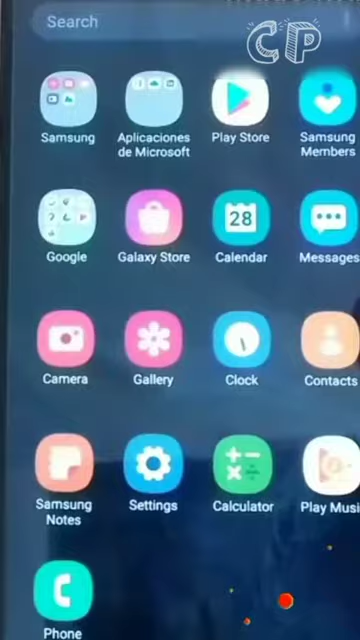 Search
CP
Samsung
Aplicaciones
de Microsoft
Play Store
Samsung
Members
Google
Galaxy Store
28
Calendar
Messages
Camera
Gallery
Clock
Contacts
Samsung
Notes
Settings
Calculator
Play Musi
Phone